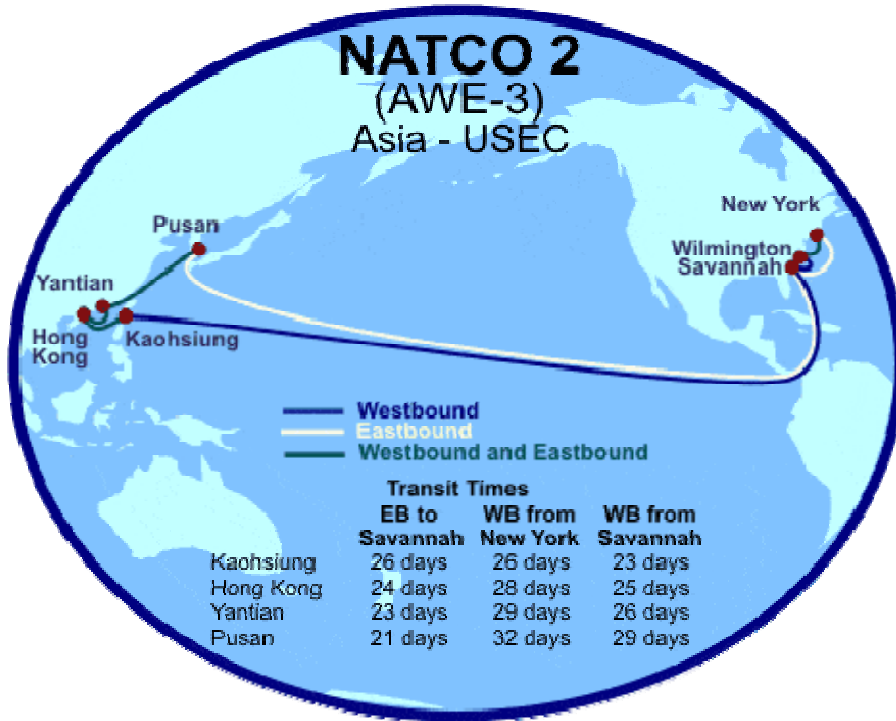 NATCO 2
(AWE-3)
Asia - USEC
New York
Pusan
Wilmington
Savannah
Yantian
Hong
Kong
Kaohsiung
Westbound
Eastbound
Westbound and Eastbound
Transit Times
EB to WB from WB from
Savannah New York Savannah
Kaohsiung 26 days 26 days 23 days
Hong Kong 24 days 28 days 25 days
Yantian 23 days 29 days 26 days
Pusan 21 days 32 days 29 days